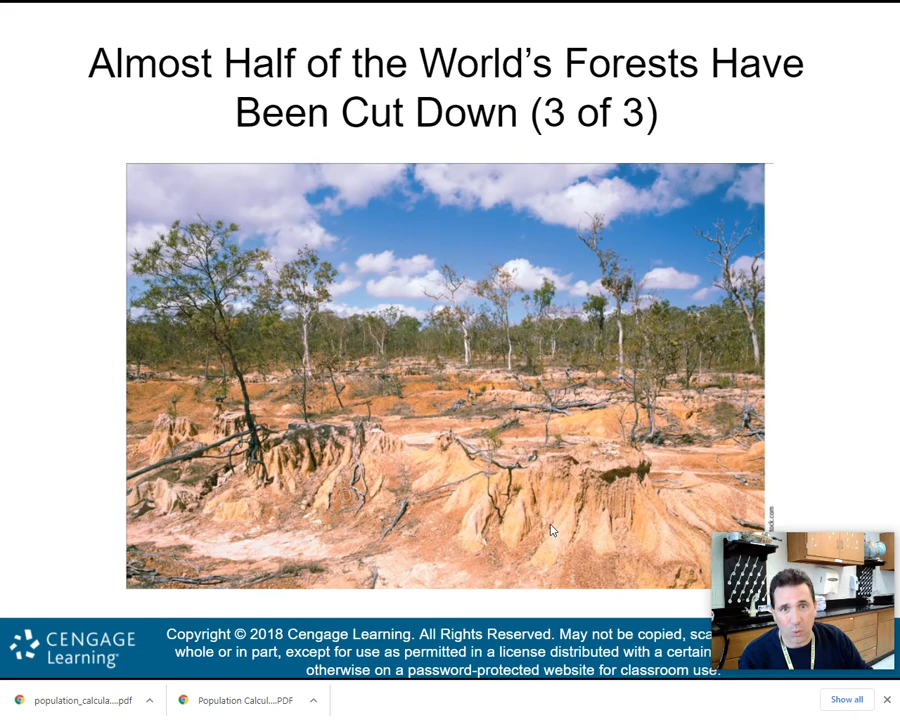 Almost Half of the World's Forests Have
Been Cut Down (3 of 3)
tock.com
CENGAGE
Learning®
Copyright © 2018 Cengage Learning. All Rights Reserved. May not be copied, sca
whole or in part, except for use as permitted in a license distributed with a certain
otherwise on a password-protected website for classroom use.
population_calcula....pdf
Population Calcul....PDF
Show all